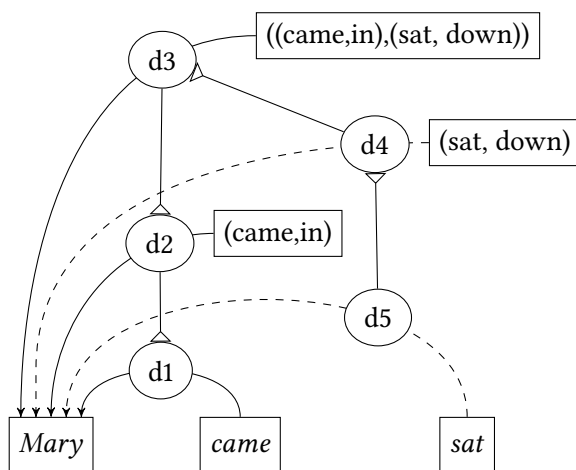 ((came,in),(sat, down))
d3
d4
(sat, down)
d2
(came,in)
d5
d1
Mary
came
sat